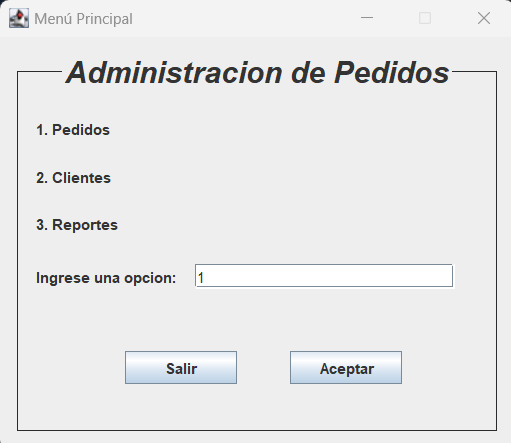 Menú Principal
Administracion de Pedidos
1. Pedidos
2. Clientes
3. Reportes
Ingrese una opcion: 1
Salir Aceptar